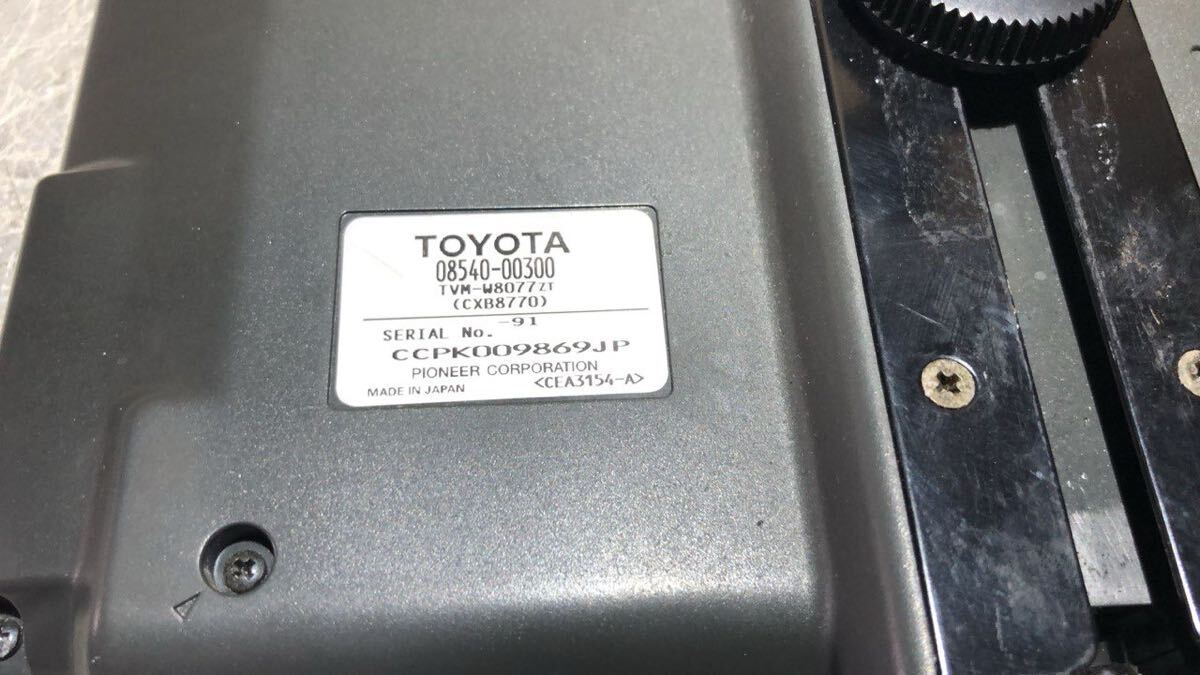 TOYOTA
08540-00300
TVM-W8077ZT
(CXB8770)
-91
SERIAL No.
CCPK009869JP
PIONEER CORPORATION
MADE IN JAPAN <CEA3154-A>